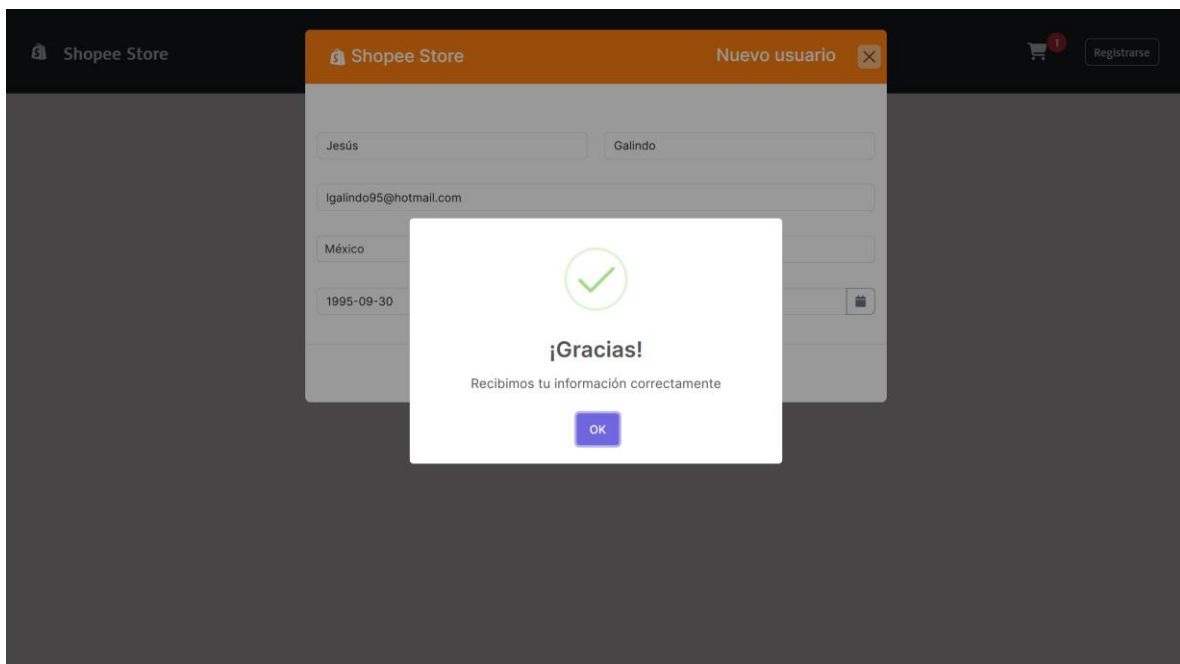 Shopee Store
Shopee Store
Nuevo usuario
1
Registrarse
Jesús
Galindo
lgalindo95@hotmail.com
México
1995-09-30
¡Gracias!
Recibimos tu información correctamente
OK